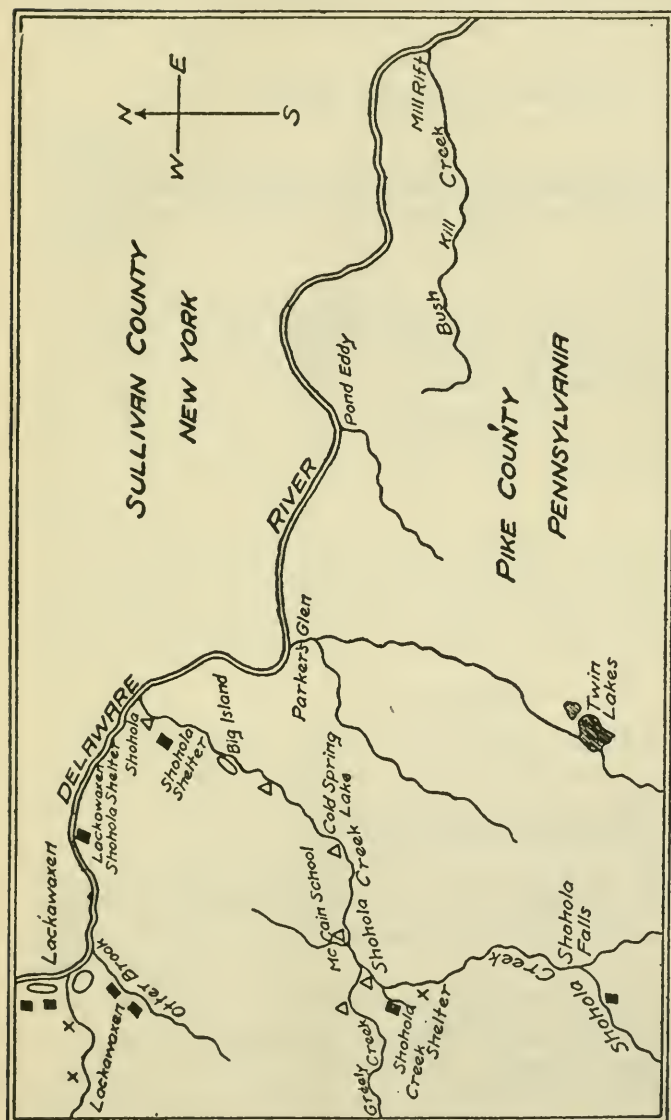 N
W E
S
SULLIVAN COUNTY
NEW YORK
DELAWARE
RIVER
Lackawaxen
Lackawaxen
Shohola Shelter
Shohola
Shohola
Shelter
Big Island
Lackawaxen
Otter Brook
Parkers Glen
Pond Eddy
Mill Rift
Bush Kill Creek
PIKE COUNTY
PENNSYLVANIA
Cold Spring
Lake
Mc Cain School
Shohola Creek
Greely Creek
Shohola
Creek
Shelter
Shohola Creek
Shohola
Falls
Twin
Lakes